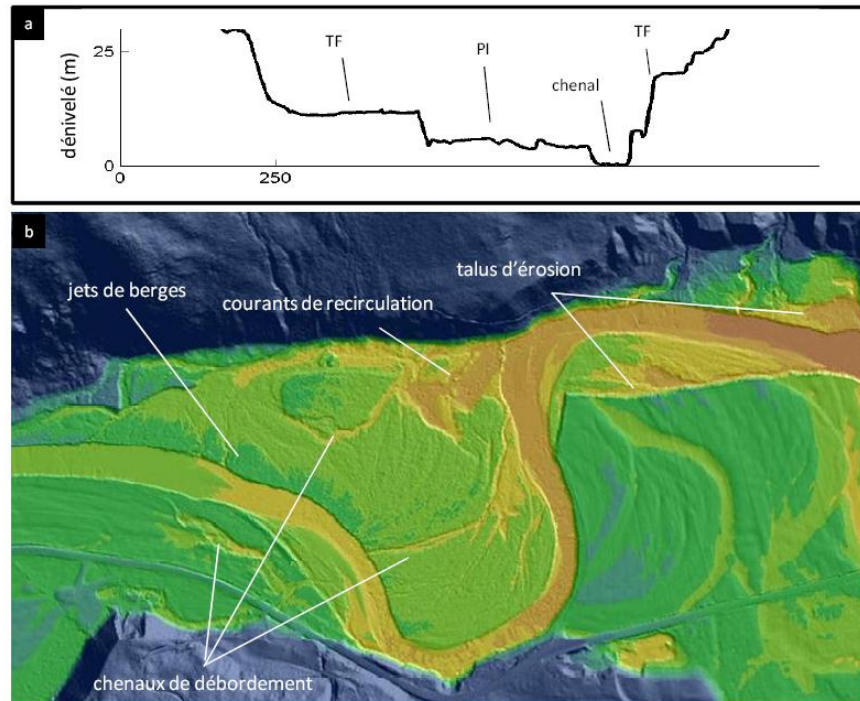 a
dénivelé (m)
25
0
0
250
TF
PI
chenal
TF
b
jets de berges
courants de recirculation
talus d'érosion
chenaux de débordement